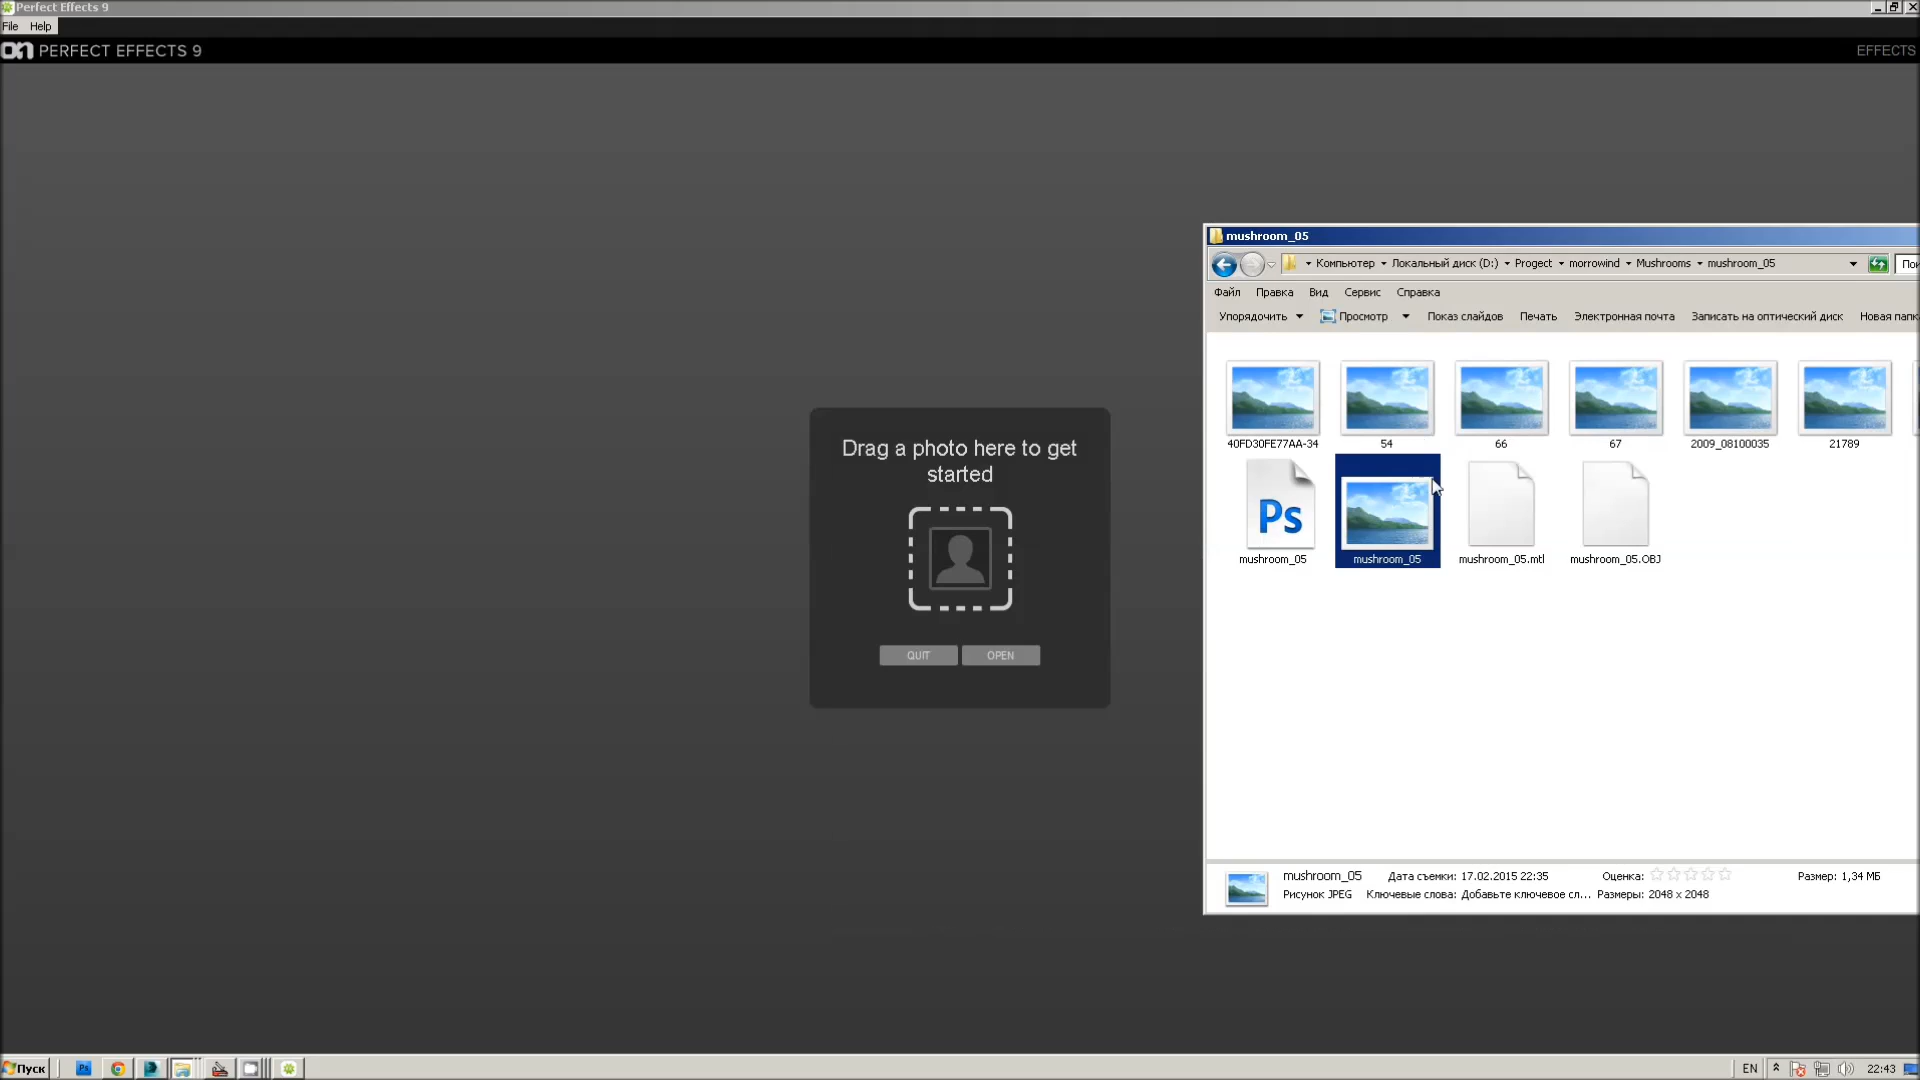 Perfect Effects 9
File Help
on PERFECT EFFECTS 9
EFFECTS
Drag a photo here to get
started
QUIT OPEN
mushroom_05
Компьютер Локальный диск (D:) Progect morrowind Mushrooms mushroom_05
Файл Правка Вид Сервис Справка
Упорядочить Просмотр Показ слайдов Печать Электронная почта Записать на оптический диск Новая папк
40FD30FE77AA-34 54 66 67 2009_08100035 21789
Ps
mushroom_05 mushroom_05 mushroom_05.mtl mushroom_05.OBJ
mushroom_05 Дата съемки: 17.02.2015 22:35 Оценка: Размер: 1,34 МБ
Рисунок JPEG Ключевые слова: Добавьте ключевое сл... Размеры: 2048 x 2048
Пуск Ps EN 22:43